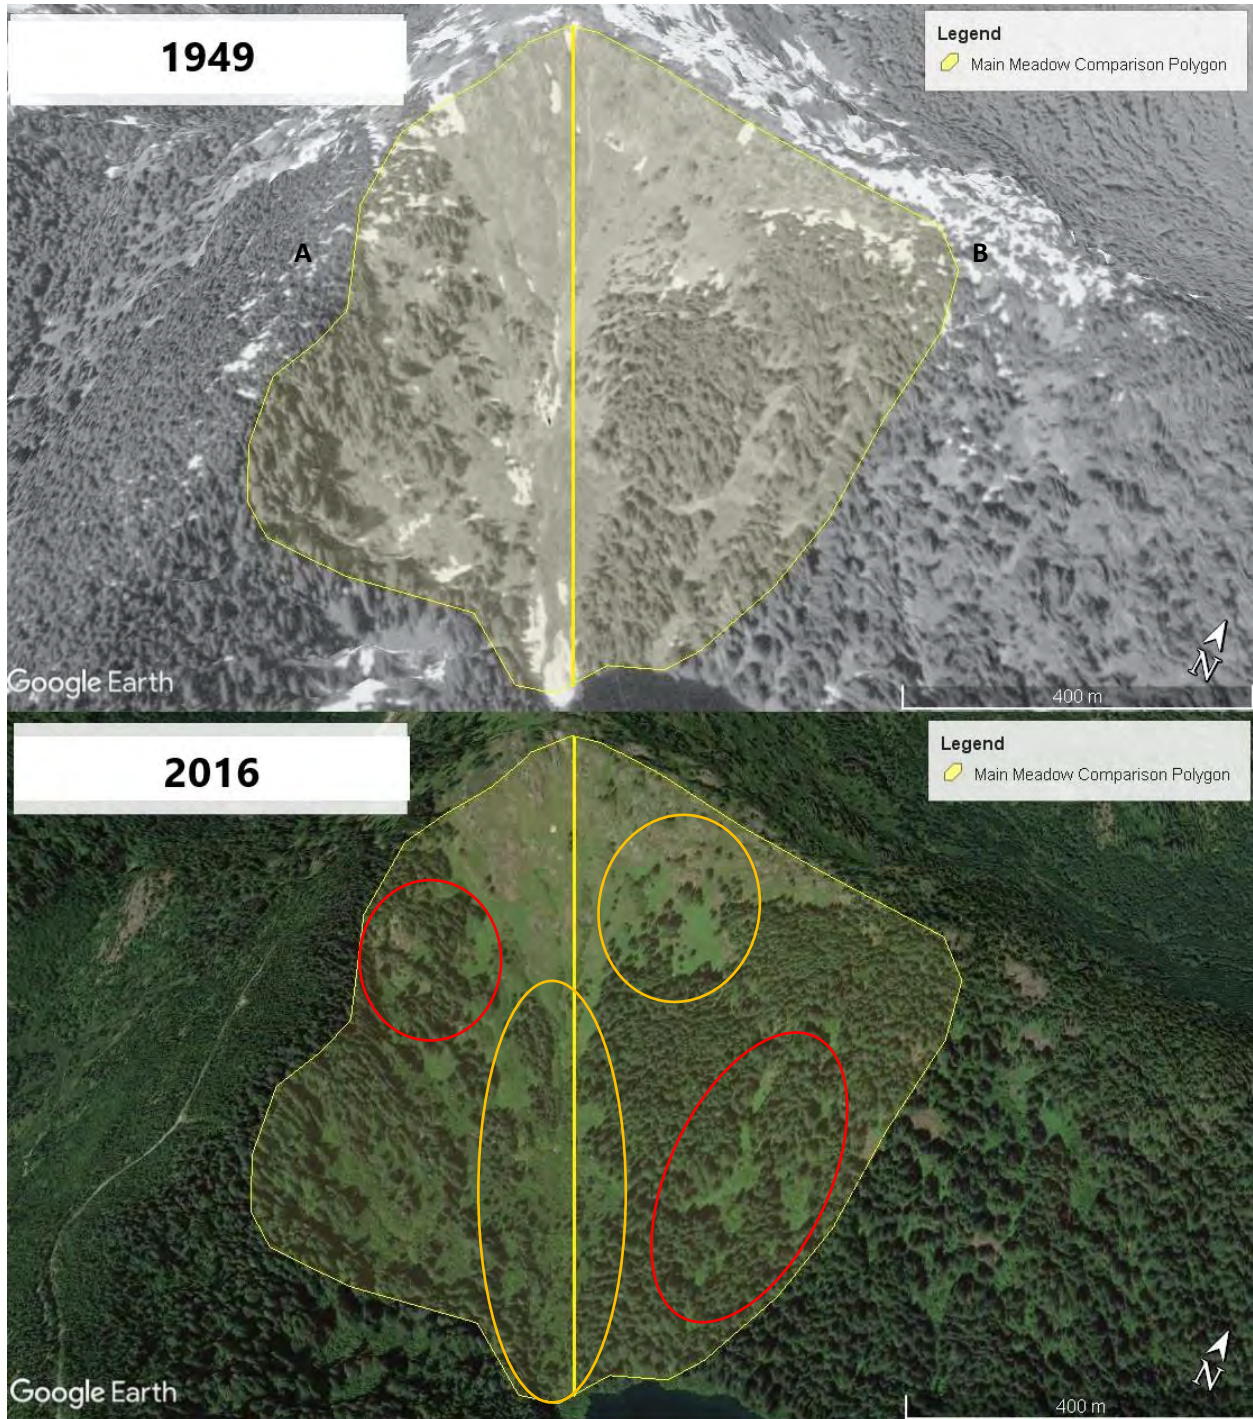 1949
Legend
Main Meadow Comparison Polygon
A
B
N
Google Earth
400 m
2016
Legend
Main Meadow Comparison Polygon
N
Google Earth
400 m